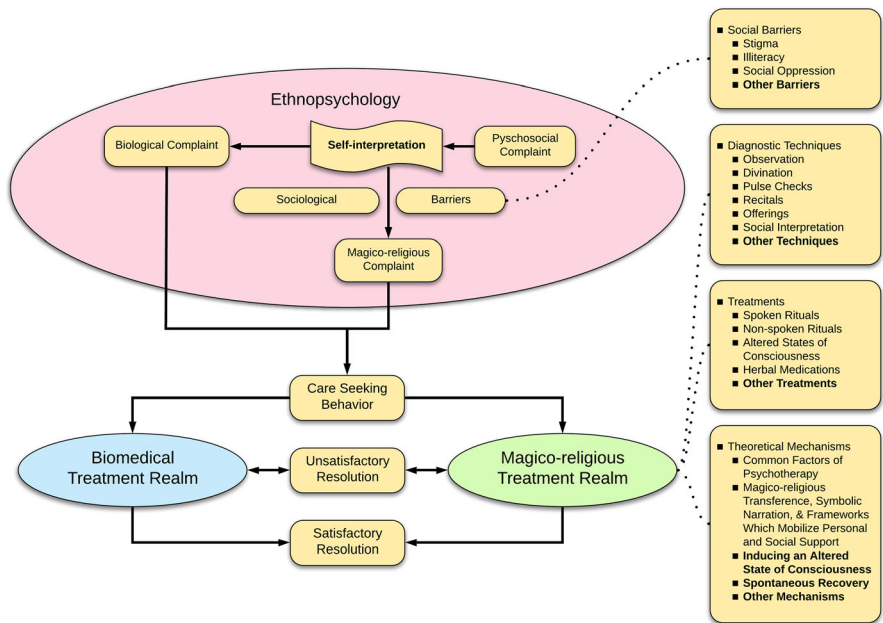 Ethnopsychology
Biological Complaint
Self-interpretation
Pyschosocial
Complaint
Sociological
Barriers
Magico-religious
Complaint
Care Seeking
Behavior
Biomedical
Treatment Realm
Unsatisfactory
Resolution
Magico-religious
Treatment Realm
Satisfactory
Resolution
■ Social Barriers
■ Stigma
■ Illiteracy
■ Social Oppression
■ Other Barriers
■ Diagnostic Techniques
■ Observation
■ Divination
■ Pulse Checks
■ Recitals
■ Offerings
■ Social Interpretation
■ Other Techniques
■ Treatments
■ Spoken Rituals
■ Non-spoken Rituals
■ Altered States of
Consciousness
■ Herbal Medications
■ Other Treatments
■ Theoretical Mechanisms
■ Common Factors of
Psychotherapy
■ Magico-religious
Transference, Symbolic
Narration, & Frameworks
Which Mobilize Personal
and Social Support
■ Inducing an Altered
State of Consciousness
■ Spontaneous Recovery
■ Other Mechanisms